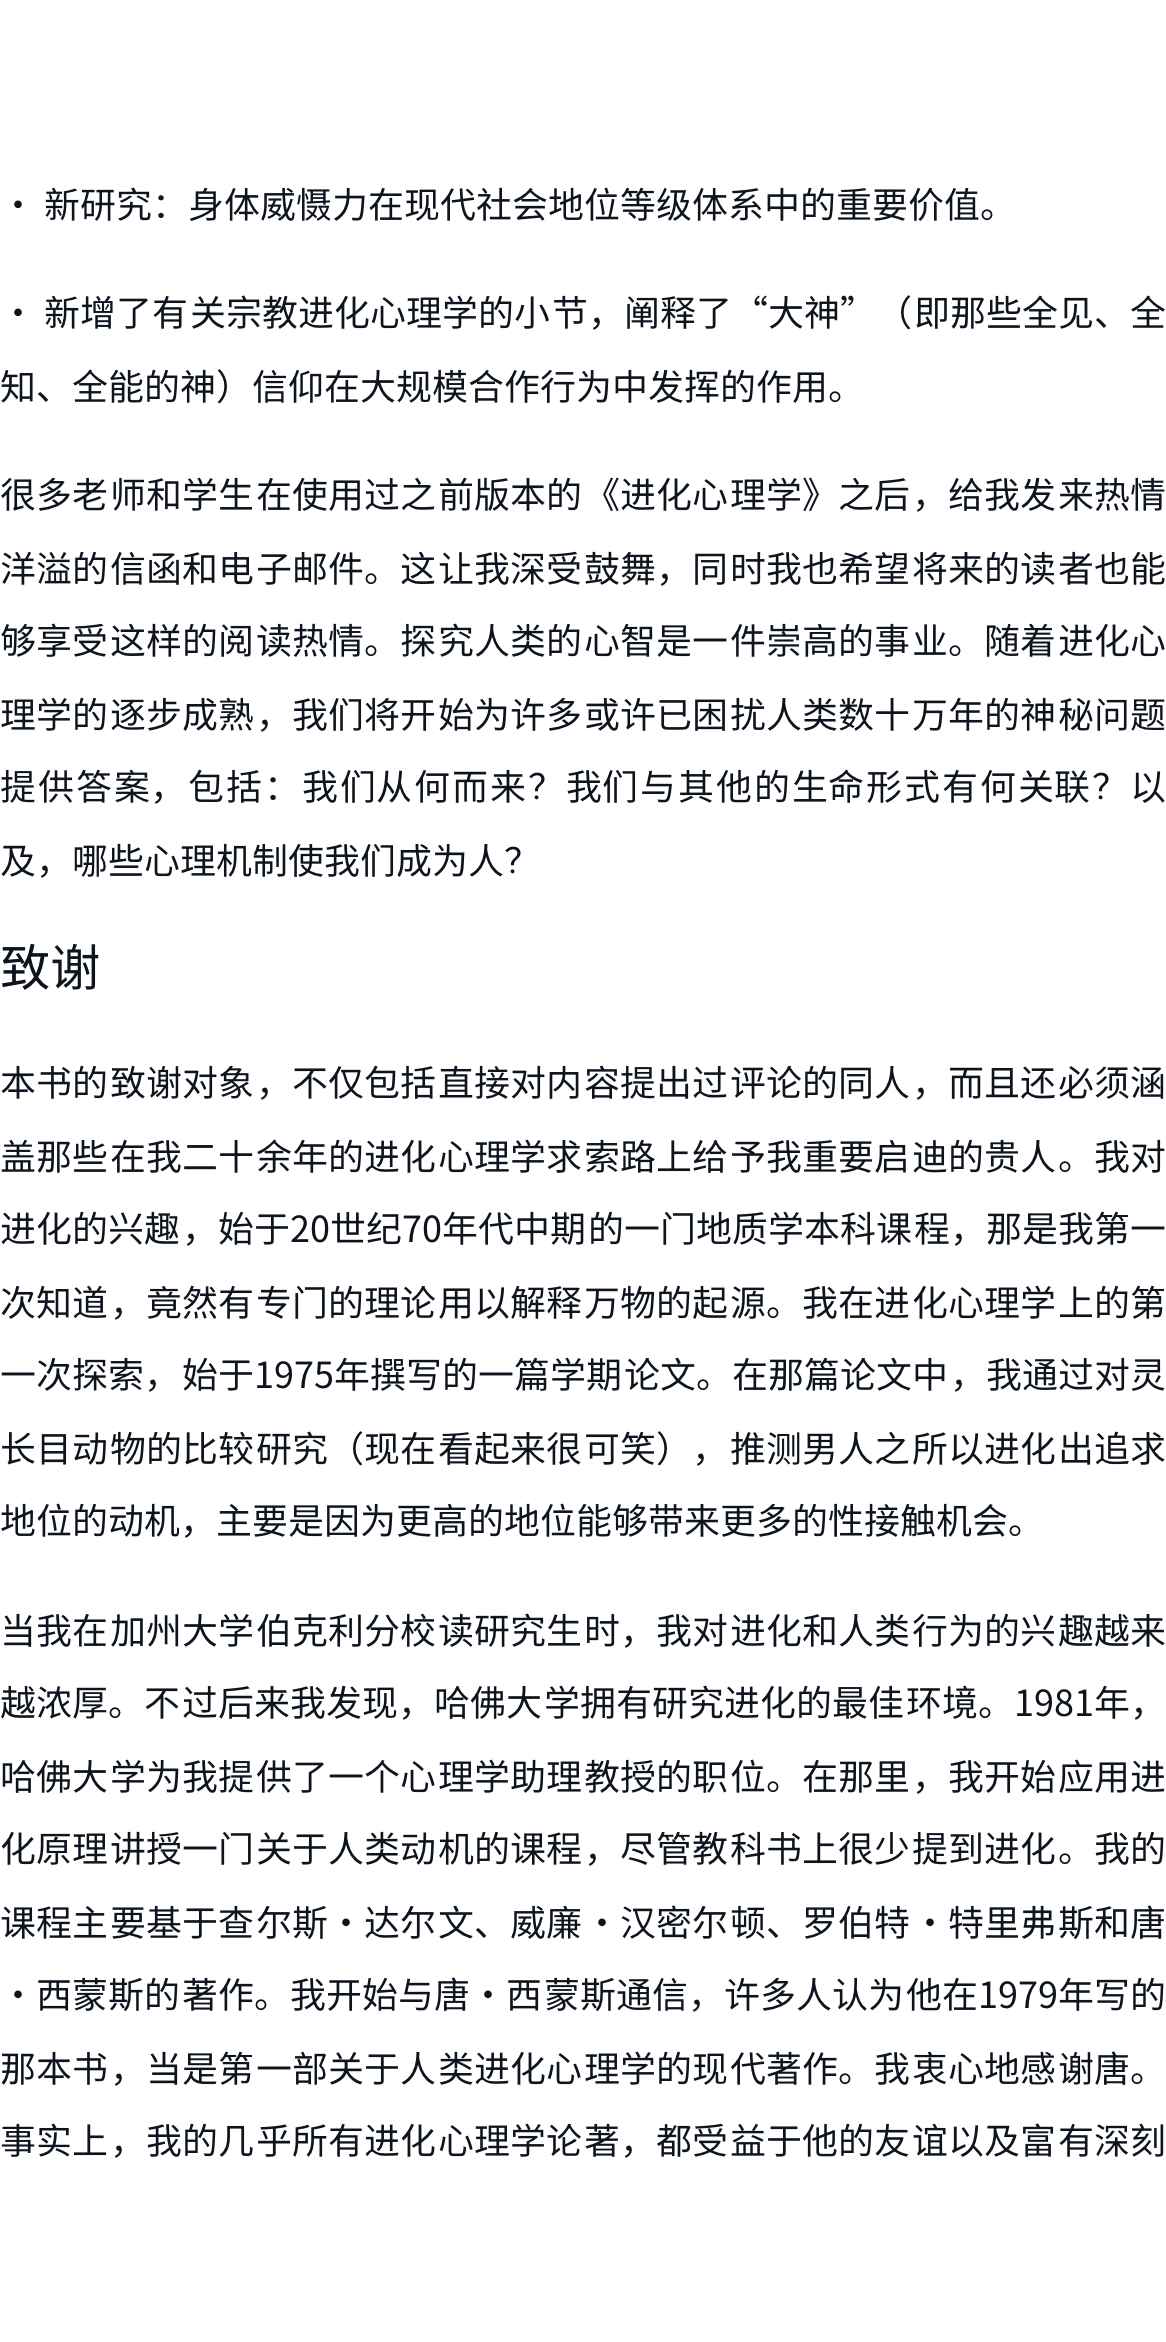 · 新研究：身体威慑力在现代社会地位等级体系中的重要价值。
· 新增了有关宗教进化心理学的小节，阐释了“大神”（即那些全见、全
知、全能的神）信仰在大规模合作行为中发挥的作用。
很多老师和学生在使用过之前版本的《进化心理学》之后，给我发来热情
洋溢的信函和电子邮件。这让我深受鼓舞，同时我也希望将来的读者也能
够享受这样的阅读热情。探究人类的心智是一件崇高的事业。随着进化心
理学的逐步成熟，我们将开始为许多或许已困扰人类数十万年的神秘问题
提供答案，包括：我们从何而来？我们与其他的生命形式有何关联？以
及，哪些心理机制使我们成为人？
致谢
本书的致谢对象，不仅包括直接对内容提出过评论的同人，而且还必须涵
盖那些在我二十余年的进化心理学求索路上给予我重要启迪的贵人。我对
进化的兴趣，始于20世纪70年代中期的一门地质学本科课程，那是我第一
次知道，竟然有专门的理论用以解释万物的起源。我在进化心理学上的第
一次探索，始于1975年撰写的一篇学期论文。在那篇论文中，我通过对灵
长目动物的比较研究（现在看起来很可笑），推测男人之所以进化出追求
地位的动机，主要是因为更高的地位能够带来更多的性接触机会。
当我在加州大学伯克利分校读研究生时，我对进化和人类行为的兴趣越来
越浓厚。不过后来我发现，哈佛大学拥有研究进化的最佳环境。1981年，
哈佛大学为我提供了一个心理学助理教授的职位。在那里，我开始应用进
化原理讲授一门关于人类动机的课程，尽管教科书上很少提到进化。我的
课程主要基于查尔斯·达尔文、威廉·汉密尔顿、罗伯特·特里弗斯和唐
·西蒙斯的著作。我开始与唐·西蒙斯通信，许多人认为他在1979年写的
那本书，当是第一部关于人类进化心理学的现代著作。我衷心地感谢唐。
事实上，我的几乎所有进化心理学论著，都受益于他的友谊以及富有深刻